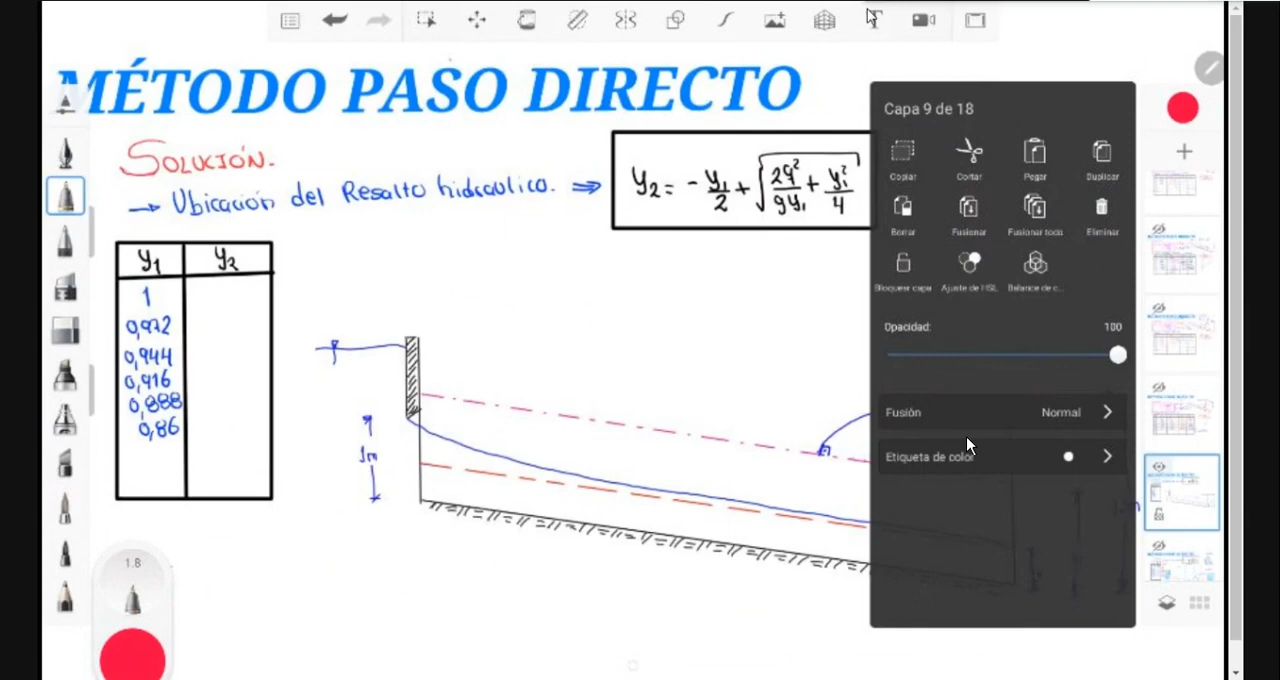 MÉTODO PASO DIRECTO
SOLUCIÓN.
→ Ubicación del Resalto hidráulico. ⇒
y₂ = - y₁/2 + √(2q²/gy₁ + y₁²/4)
y₁ y₂
1
0,972
0,944
0,916
0,888
0,86
1m
1.8
Capa 9 de 18
Copiar Cortar Pegar Duplicar
Borrar Fusionar Fusionar todo Eliminar
Bloquear capa Ajuste de HSL Balance de c...
Opacidad: 100
Fusión Normal
Etiqueta de color